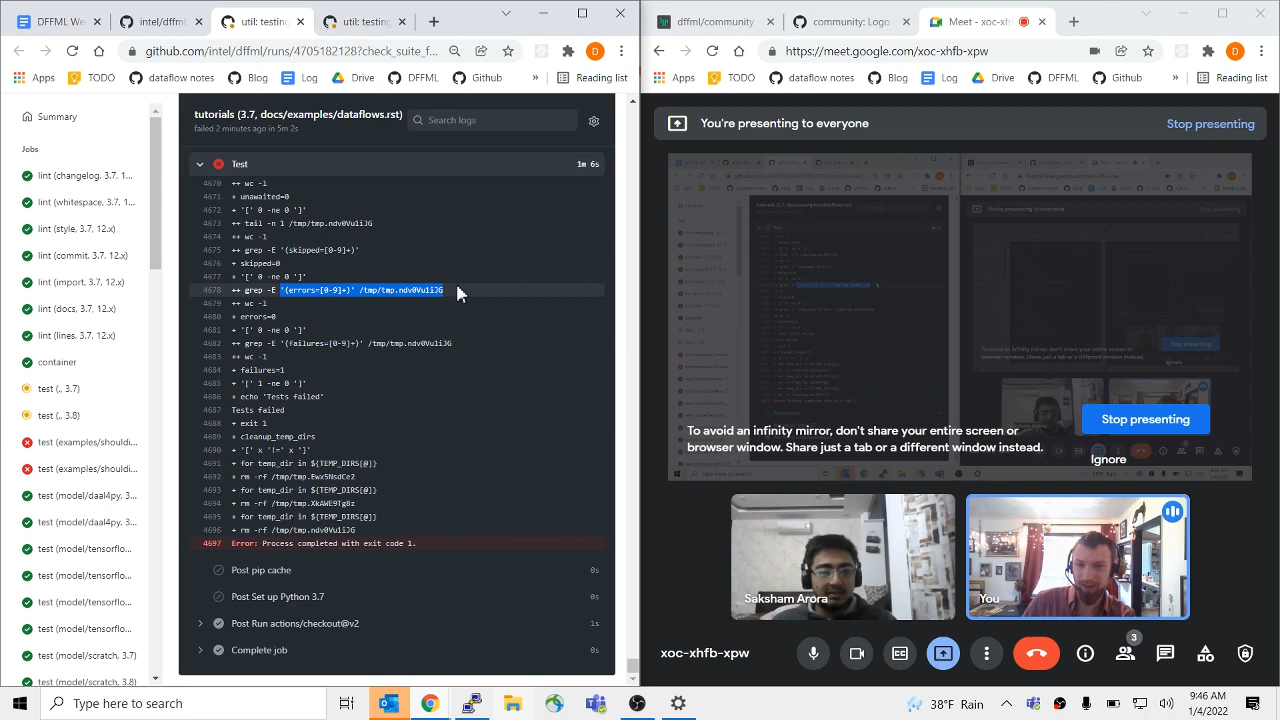 DFFML We
intel/dffml
util: testing
util: testing
github.com/intel/dffml/runs/4705182128?check_suite_f...
Apps
TODO
dataflow notes
Blog
Log
Drive
DFFML
Github
Reading list
Summary
Jobs
lint (changelog, 3.7, 1...
lint (whitespace, 3.7, ...
lint (style, 3.7, 12.x)
lint (lint, 3.7, 12.x)
lint (import, 3.7, 12.x)
lint (docs, 3.7, 12.x)
container
test (., 3.7)
test (., 3.8)
test (examples/shouldi...
test (examples/shouldi...
test (model/daal4py, 3...
test (model/daal4py, 3...
test (model/tensorflo...
test (model/tensorflo...
test (model/tensorflo...
test (model/tensorflo...
test (model/scratch, 3.7)
test (model/scratch, 3.8)
tutorials (3.7, docs/examples/dataflows.rst)
failed 2 minutes ago in 5m 2s
Search logs
Test
1m 6s
4670 ++ wc -l
4671 + unawaited=0
4672 + '[' 0 -ne 0 ']'
4673 ++ tail -n 1 /tmp/tmp.ndv0VuIiJG
4674 ++ wc -l
4675 ++ grep -E '(skipped=[0-9]+)'
4676 + skipped=0
4677 + '[' 0 -ne 0 ']'
4678 ++ grep -E '(errors=[0-9]+)' /tmp/tmp.ndv0VuIiJG
4679 ++ wc -l
4680 + errors=0
4681 + '[' 0 -ne 0 ']'
4682 ++ grep -E '(failures=[0-9]+)' /tmp/tmp.ndv0VuIiJG
4683 ++ wc -l
4684 + failures=1
4685 + '[' 1 -ne 0 ']'
4686 + echo 'Tests failed'
4687 Tests failed
4688 + exit 1
4689 + cleanup_temp_dirs
4690 + '[' x '!=' x ']'
4691 + for temp_dir in ${TEMP_DIRS[@]}
4692 + rm -rf /tmp/tmp.Ewx5NsdCe2
4693 + for temp_dir in ${TEMP_DIRS[@]}
4694 + rm -rf /tmp/tmp.XkAWE9Tg8z
4695 + for temp_dir in ${TEMP_DIRS[@]}
4696 + rm -rf /tmp/tmp.ndv0VuIiJG
4697 Error: Process completed with exit code 1.
Post pip cache
0s
Post Set up Python 3.7
0s
Post Run actions/checkout@v2
1s
Complete job
0s
dffml/community
community: Log
Meet - xoc-xh
https://meet.google.com/xoc-xhfb-xpw
Apps
TODO
dataflow notes
Blog
Log
Drive
DFFML
Github
Reading list
You're presenting to everyone
Stop presenting
To avoid an infinity mirror, don't share your entire screen or
browser window. Share just a tab or a different window instead.
Stop presenting
Ignore
Saksham Arora
You
xoc-xhfb-xpw
3
Type here to search
38°F Rain
9:46 AM
1/4/2022